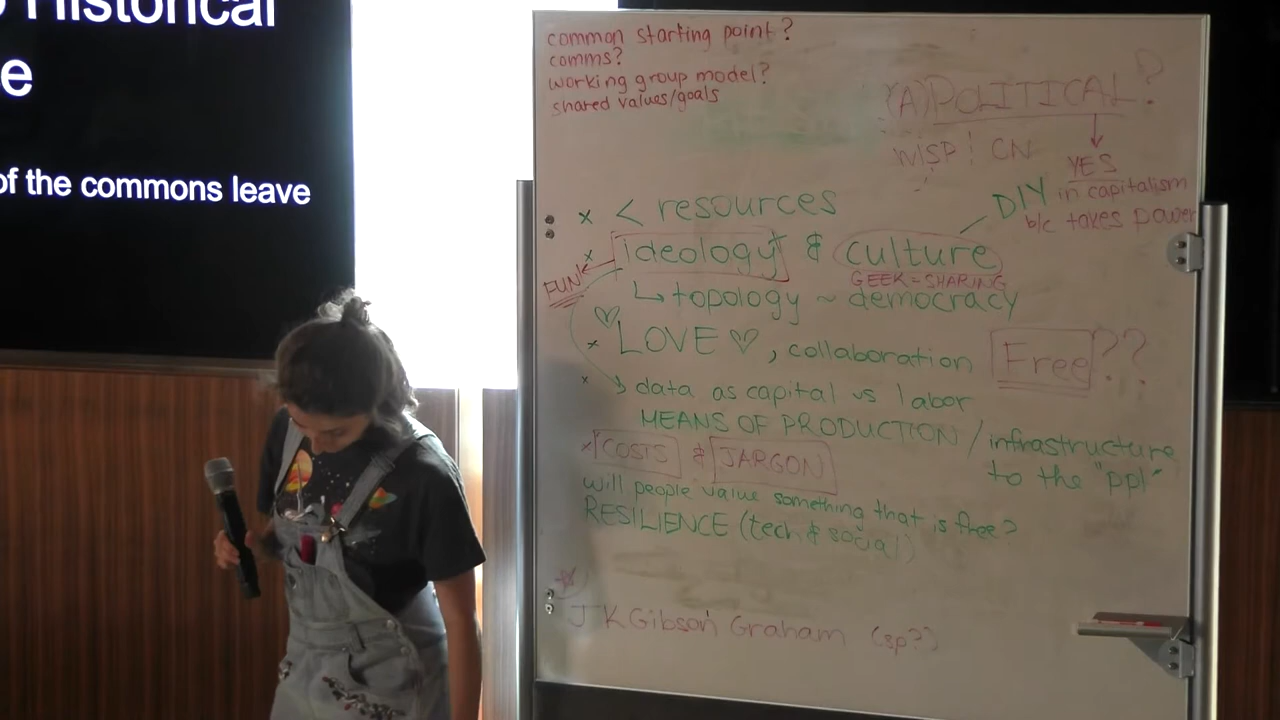 Historical
e
of the commons leave
common starting point?
comms?
working group model?
shared values/goals
(A)POLITICAL?
WISP | CN
YES
DIY in capitalism
b/c takes power
x < resources
x ideology & culture
FUN!
GEEK = SHARING
↳ topology ~ democracy
x ♡ LOVE ♡, collaboration Free??
x → data as capital vs labor
MEANS OF PRODUCTION / infrastructure
to the "ppl"
x COSTS & JARGON
will people value something that is free?
RESILIENCE (tech & social)
J K Gibson Graham (sp?)